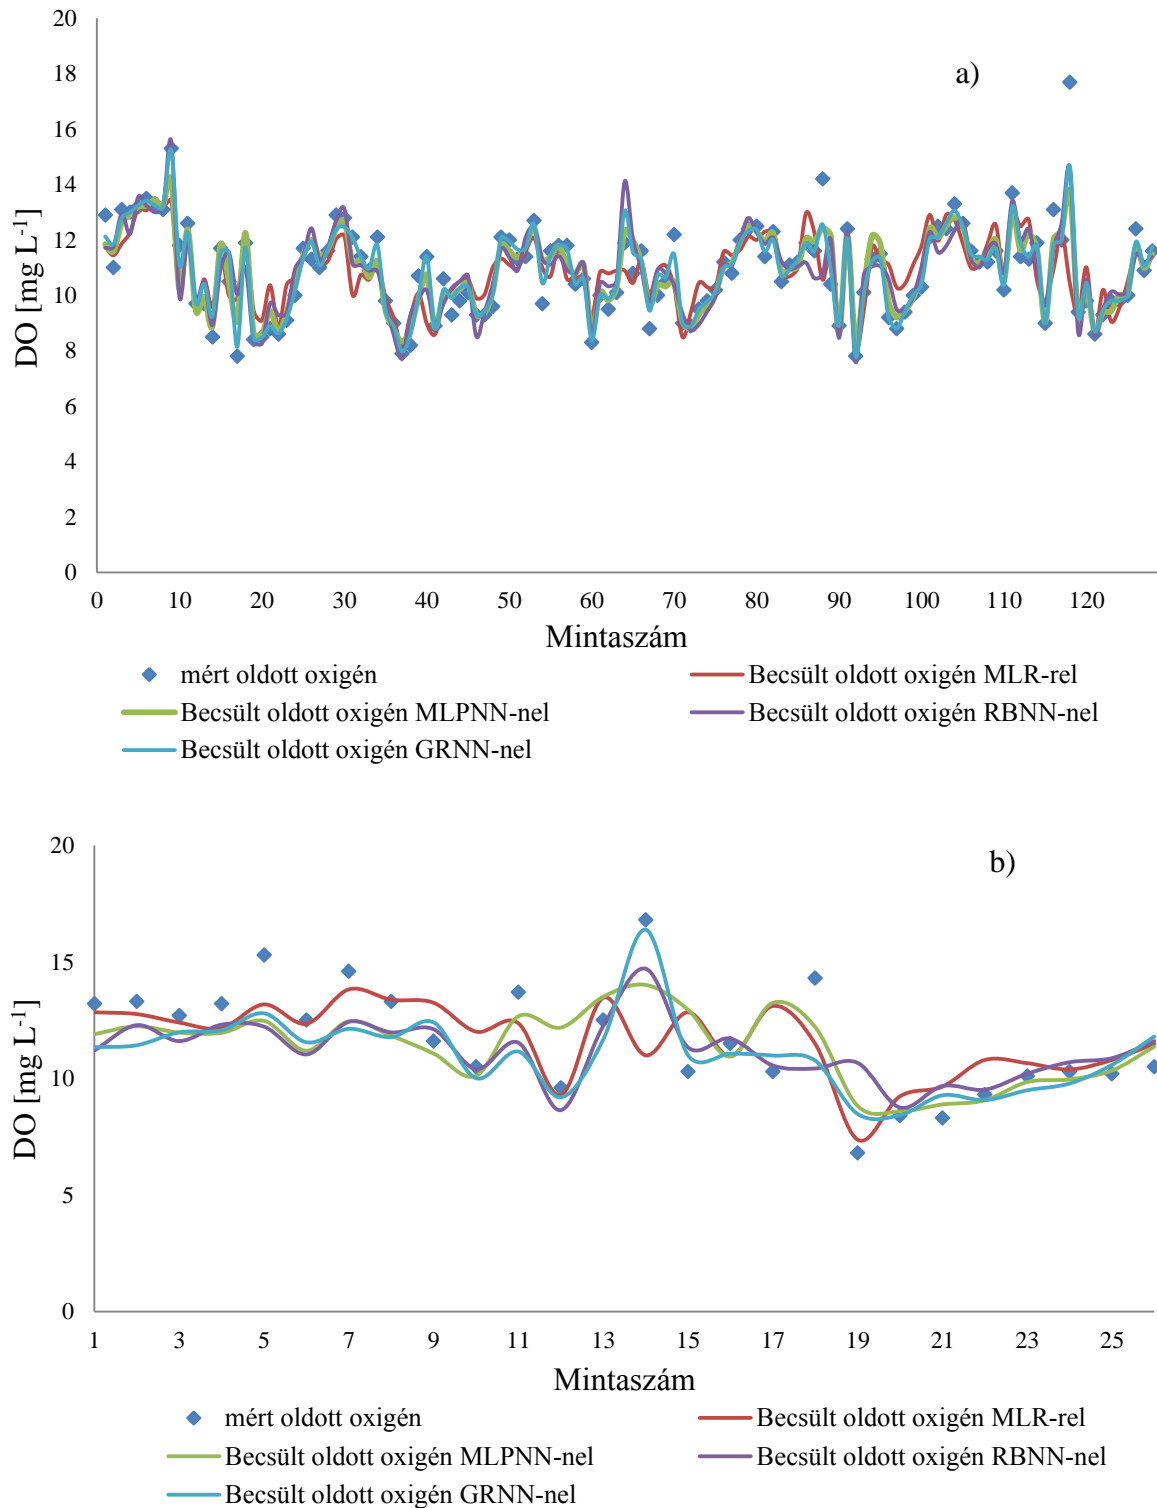 a)
20
18
16
14
12
10
8
6
4
2
0
DO [mg L⁻¹]
0 10 20 30 40 50 60 70 80 90 100 110 120
Mintaszám
mért oldott oxigén
Becsült oldott oxigén MLR-rel
Becsült oldott oxigén MLPNN-nel
Becsült oldott oxigén RBNN-nel
Becsült oldott oxigén GRNN-nel
b)
20
15
10
5
0
DO [mg L⁻¹]
1 3 5 7 9 11 13 15 17 19 21 23 25
Mintaszám
mért oldott oxigén
Becsült oldott oxigén MLR-rel
Becsült oldott oxigén MLPNN-nel
Becsült oldott oxigén RBNN-nel
Becsült oldott oxigén GRNN-nel